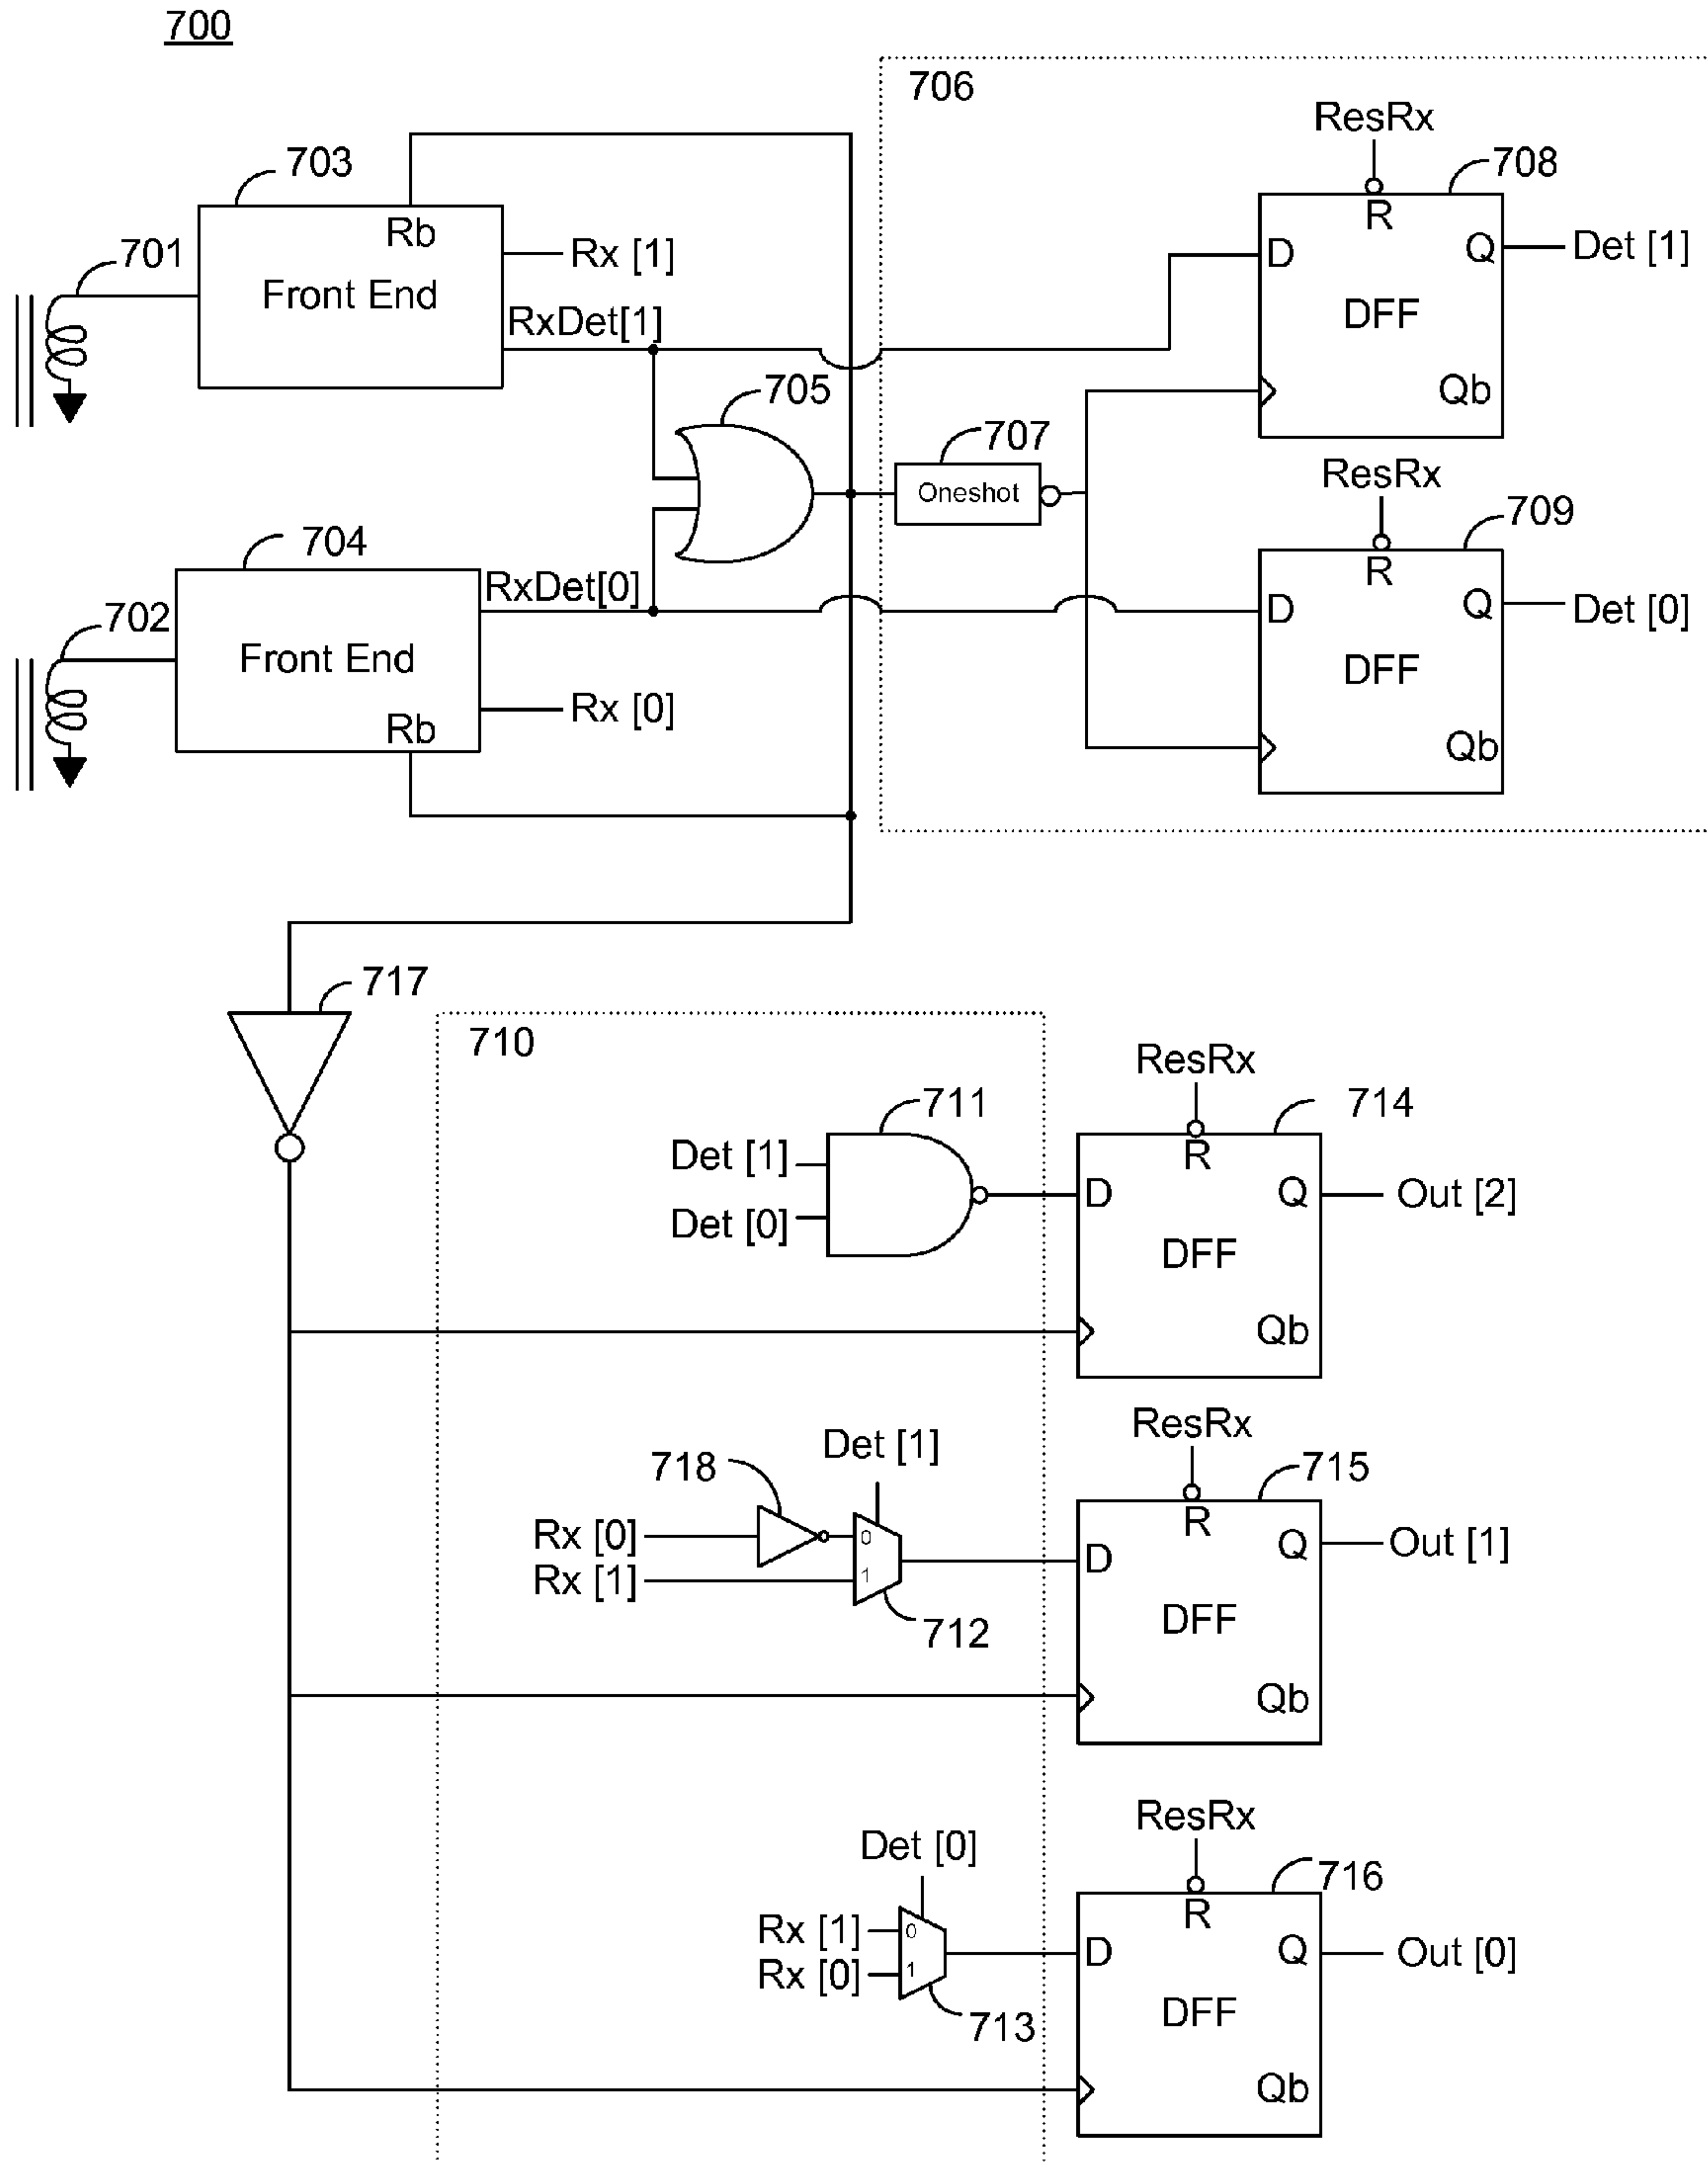 700
706
ResRx
703
708
Rb
R
701
Rx [1]
D
Q
Det [1]
Front End
DFF
RxDet[1]
705
Qb
707
ResRx
Oneshot
709
704
R
RxDet[0]
D
Q
Det [0]
702
Front End
DFF
Rx [0]
Rb
Qb
717
710
ResRx
711
714
Det [1]
R
D
Q
Out [2]
Det [0]
DFF
Qb
ResRx
Det [1]
718
715
R
Rx [0]
0
D
Q
Out [1]
Rx [1]
1
DFF
712
Qb
ResRx
Det [0]
716
R
Rx [1]
0
D
Q
Out [0]
Rx [0]
1
DFF
713
Qb